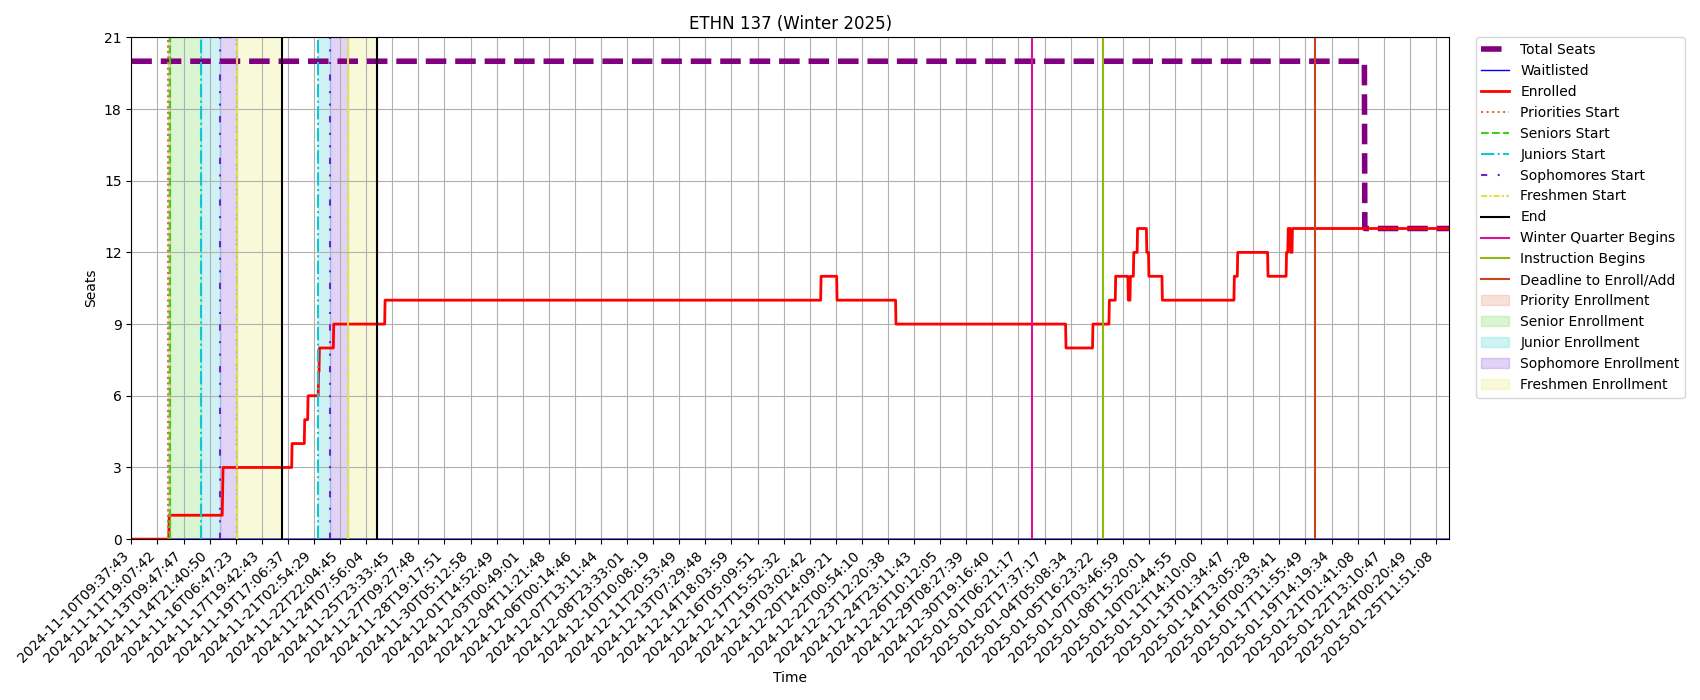 ETHN 137 (Winter 2025)
21
18
15
12
9
6
3
0
Seats
2024-11-10T09:37:43
2024-11-11T19:07:42
2024-11-13T09:47:47
2024-11-14T21:40:50
2024-11-16T06:47:23
2024-11-17T19:42:43
2024-11-19T17:06:37
2024-11-21T02:54:29
2024-11-22T22:04:45
2024-11-24T07:56:04
2024-11-25T23:33:45
2024-11-27T09:27:48
2024-11-28T19:17:51
2024-11-30T05:12:58
2024-12-01T14:52:49
2024-12-03T00:49:01
2024-12-04T11:21:48
2024-12-06T00:14:46
2024-12-07T13:11:44
2024-12-08T23:33:01
2024-12-10T10:08:19
2024-12-11T20:53:49
2024-12-13T07:29:48
2024-12-14T18:03:59
2024-12-16T05:09:51
2024-12-17T15:52:32
2024-12-19T03:02:42
2024-12-20T14:09:21
2024-12-22T00:54:10
2024-12-23T12:20:38
2024-12-24T23:11:43
2024-12-26T10:12:05
2024-12-29T08:27:39
2024-12-30T19:16:40
2025-01-01T06:21:17
2025-01-02T17:37:17
2025-01-04T05:08:34
2025-01-05T16:23:22
2025-01-07T03:46:59
2025-01-08T15:20:01
2025-01-10T02:44:55
2025-01-11T14:10:00
2025-01-13T01:34:47
2025-01-14T13:05:28
2025-01-16T00:33:41
2025-01-17T11:55:49
2025-01-19T14:19:34
2025-01-21T01:41:08
2025-01-22T13:10:47
2025-01-24T00:20:49
2025-01-25T11:51:08
Time
Total Seats
Waitlisted
Enrolled
Priorities Start
Seniors Start
Juniors Start
Sophomores Start
Freshmen Start
End
Winter Quarter Begins
Instruction Begins
Deadline to Enroll/Add
Priority Enrollment
Senior Enrollment
Junior Enrollment
Sophomore Enrollment
Freshmen Enrollment